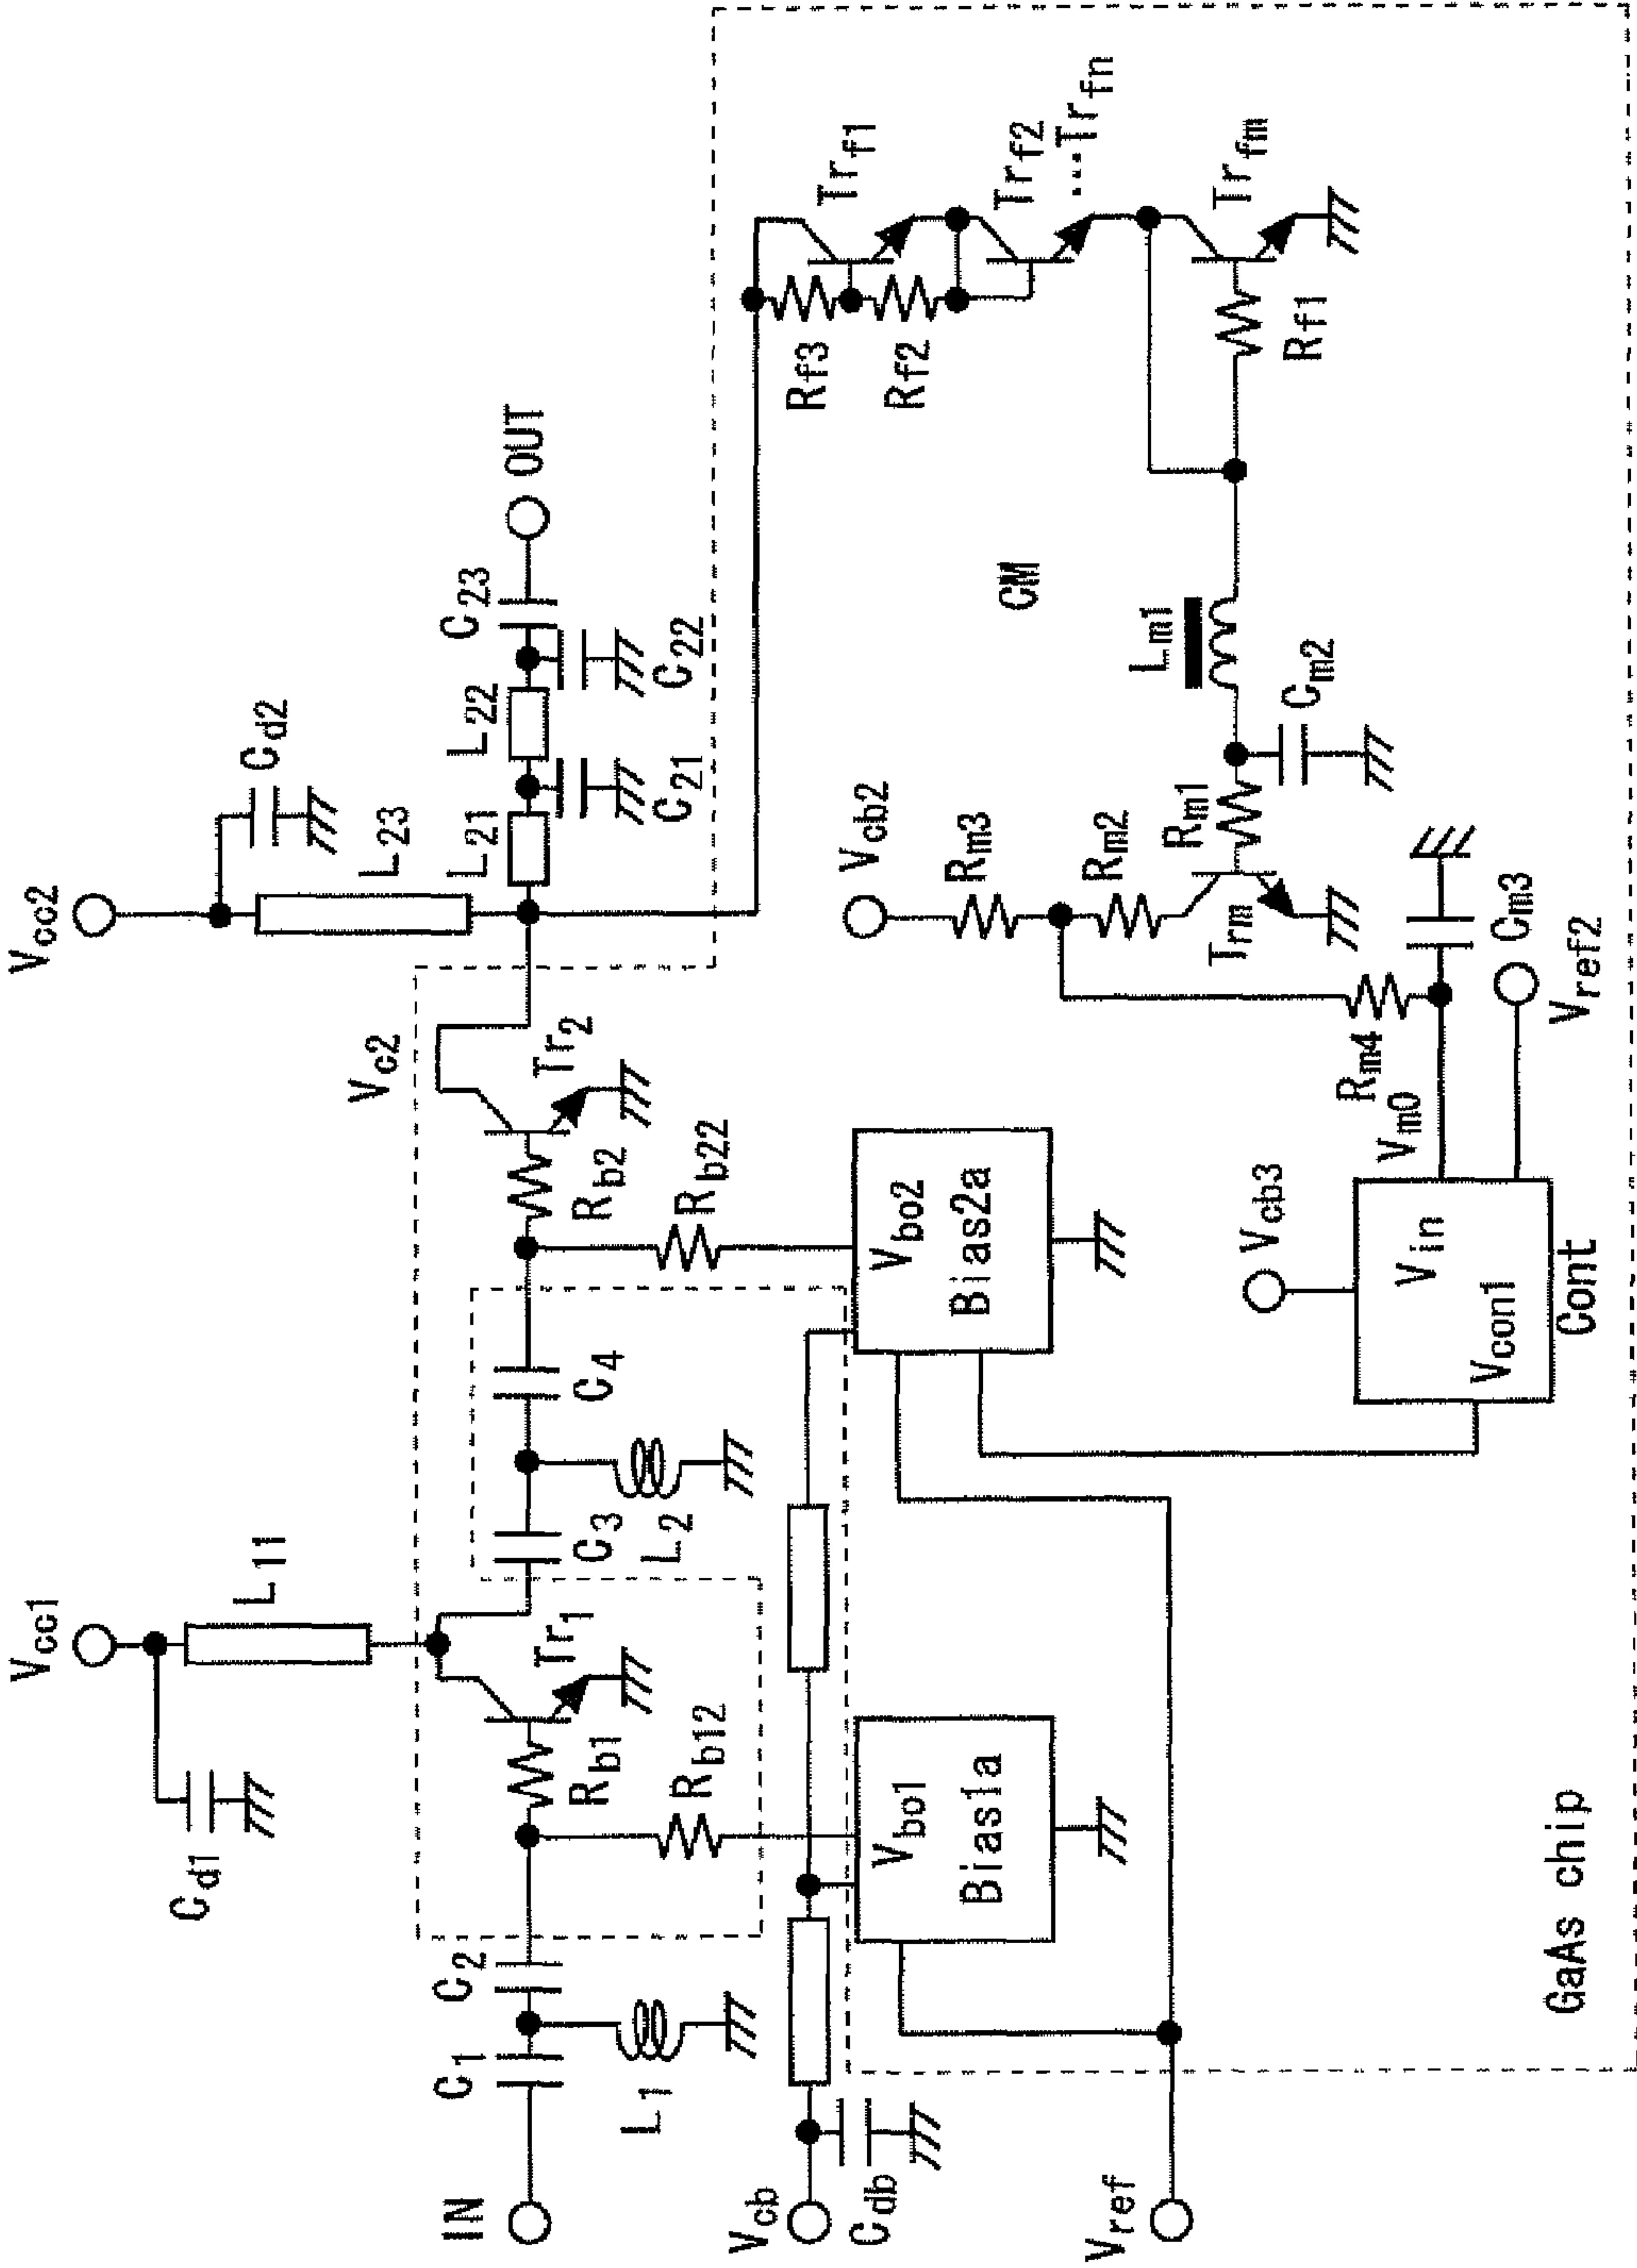 Vcc1
Vcc2
Cd1
L11
Cd2
L23
IN
C1
C2
L1
Rb1
Tr1
Rb12
C3
L2
C4
Rb2
Tr2
Vc2
Rb22
L21
C21
L22
C22
C23
OUT
Vcb
Cdb
Vref
Vbo1
Bias1a
Vbo2
Bias2a
Rf3
Rf2
Trf1
Trf2
...Trfn
Trfm
Rf1
CM
Lm1
Cm2
Vcb2
Rm3
Rm2
Rm1
Trm
Rm4
Cm3
Vm0
Vref2
Vcb3
Vin
Vcon1
Cont
GaAs chip